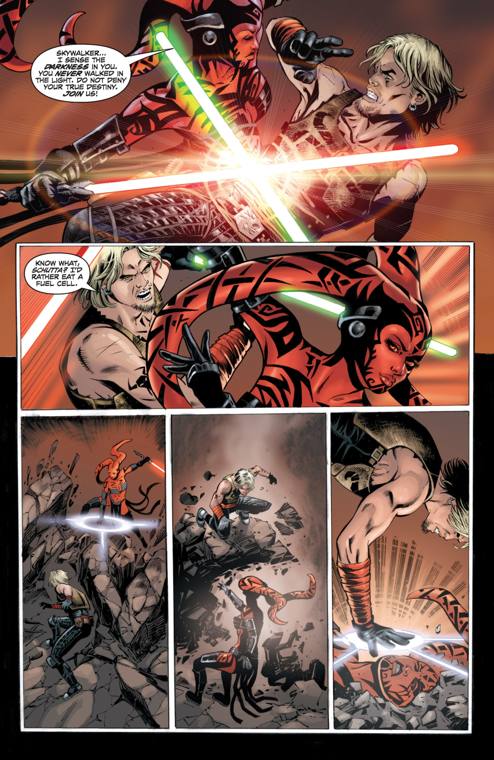 SKYWALKER...
I SENSE THE
DARKNESS IN YOU.
YOU NEVER WALKED IN
THE LIGHT. DO NOT DENY
YOUR TRUE DESTINY.
JOIN US!
KNOW WHAT,
SCHUTTA? I'D
RATHER EAT A
FUEL CELL.